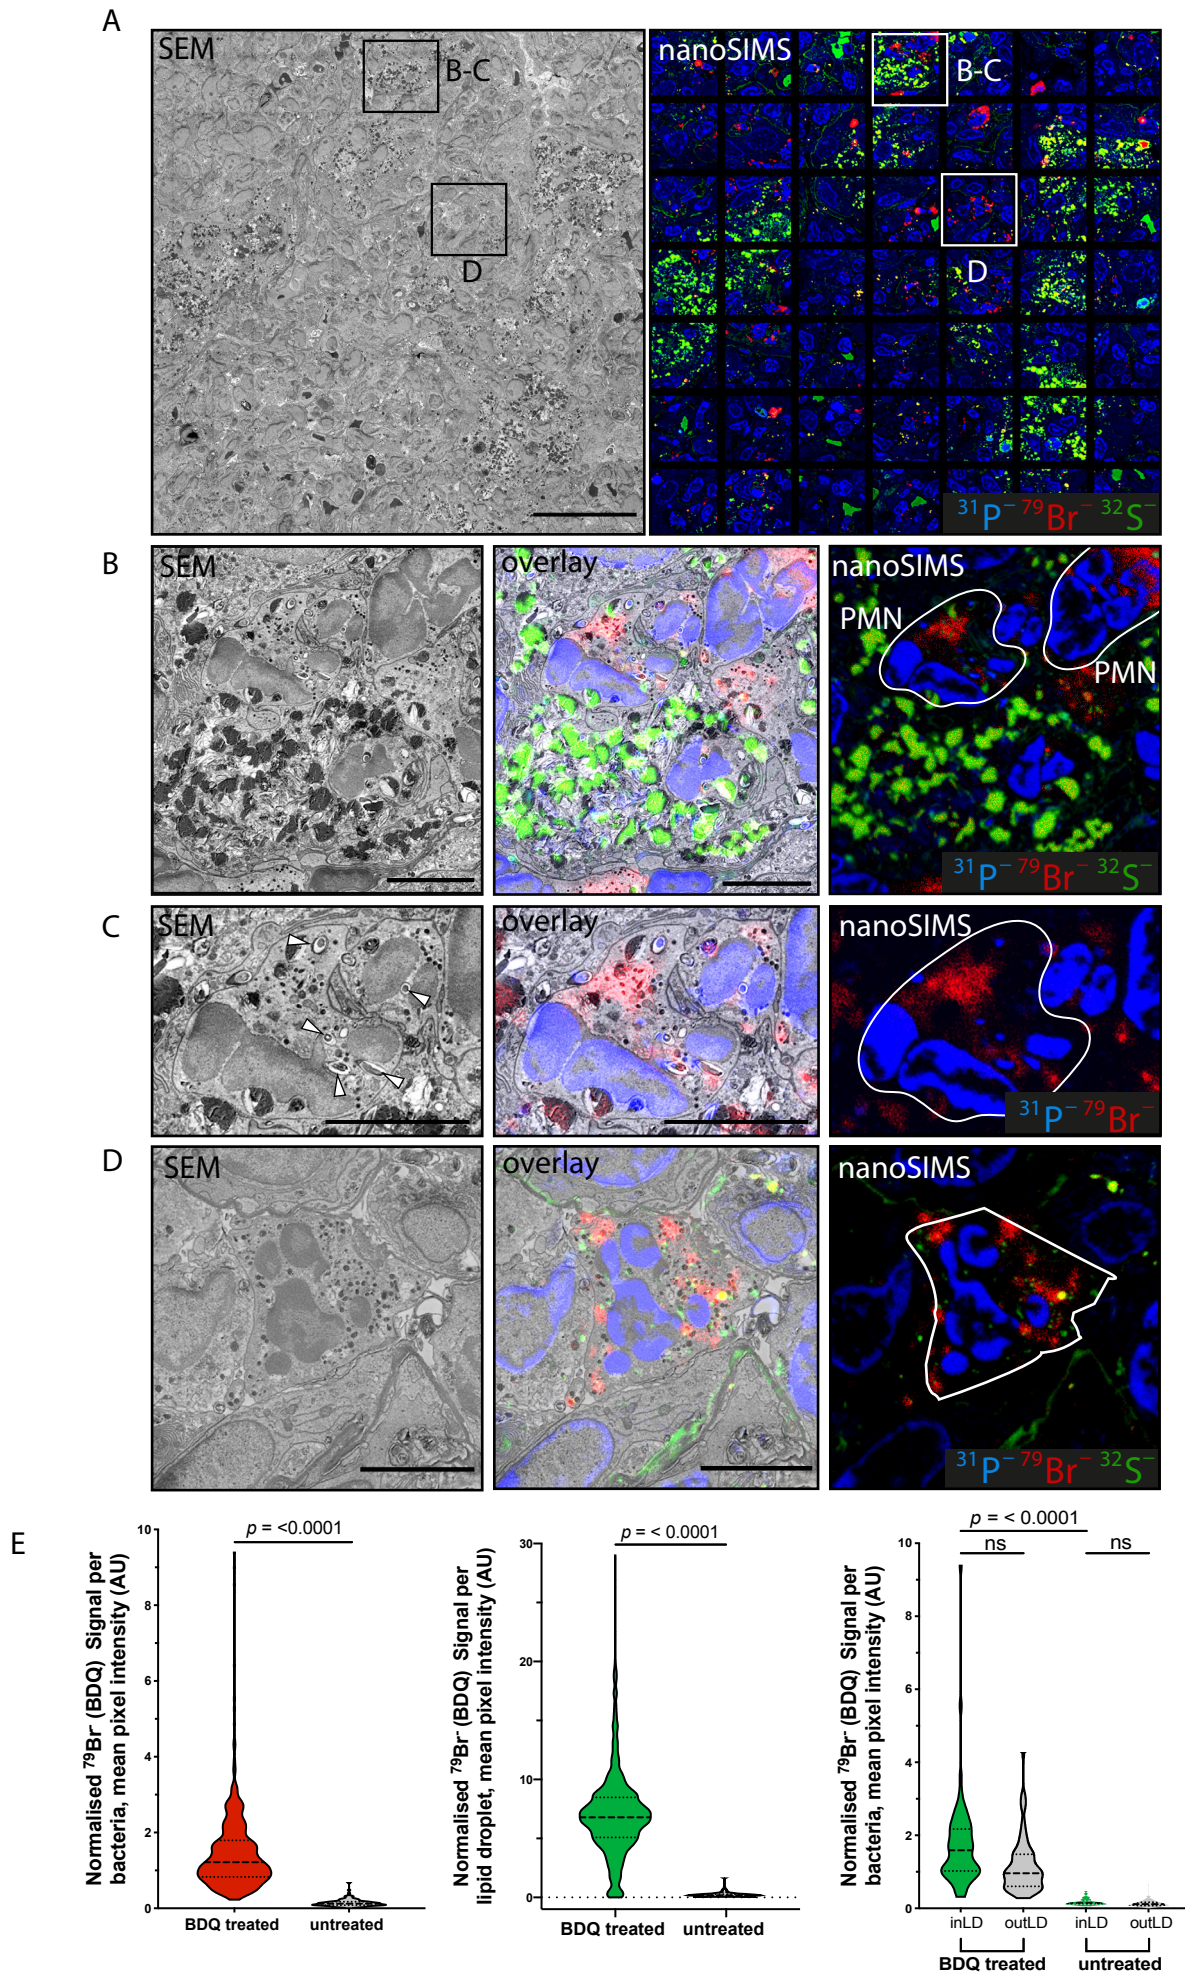 A
SEM
B-C
D
nanoSIMS
B-C
D
31P− 79Br− 32S−
B
SEM
overlay
nanoSIMS
PMN
PMN
31P− 79Br− 32S−
C
SEM
overlay
nanoSIMS
31P− 79Br−
D
SEM
overlay
nanoSIMS
31P− 79Br− 32S−
E
Normalised 79Br- (BDQ) Signal per
bacteria, mean pixel intensity (AU)
10
8
6
4
2
0
p = <0.0001
BDQ treated
untreated
Normalised 79Br- (BDQ) Signal per
lipid droplet, mean pixel intensity (AU)
30
20
10
0
p = < 0.0001
BDQ treated
untreated
Normalised 79Br- (BDQ) Signal per
bacteria, mean pixel intensity (AU)
10
8
6
4
2
0
p = < 0.0001
ns
ns
inLD
outLD
inLD
outLD
BDQ treated
untreated